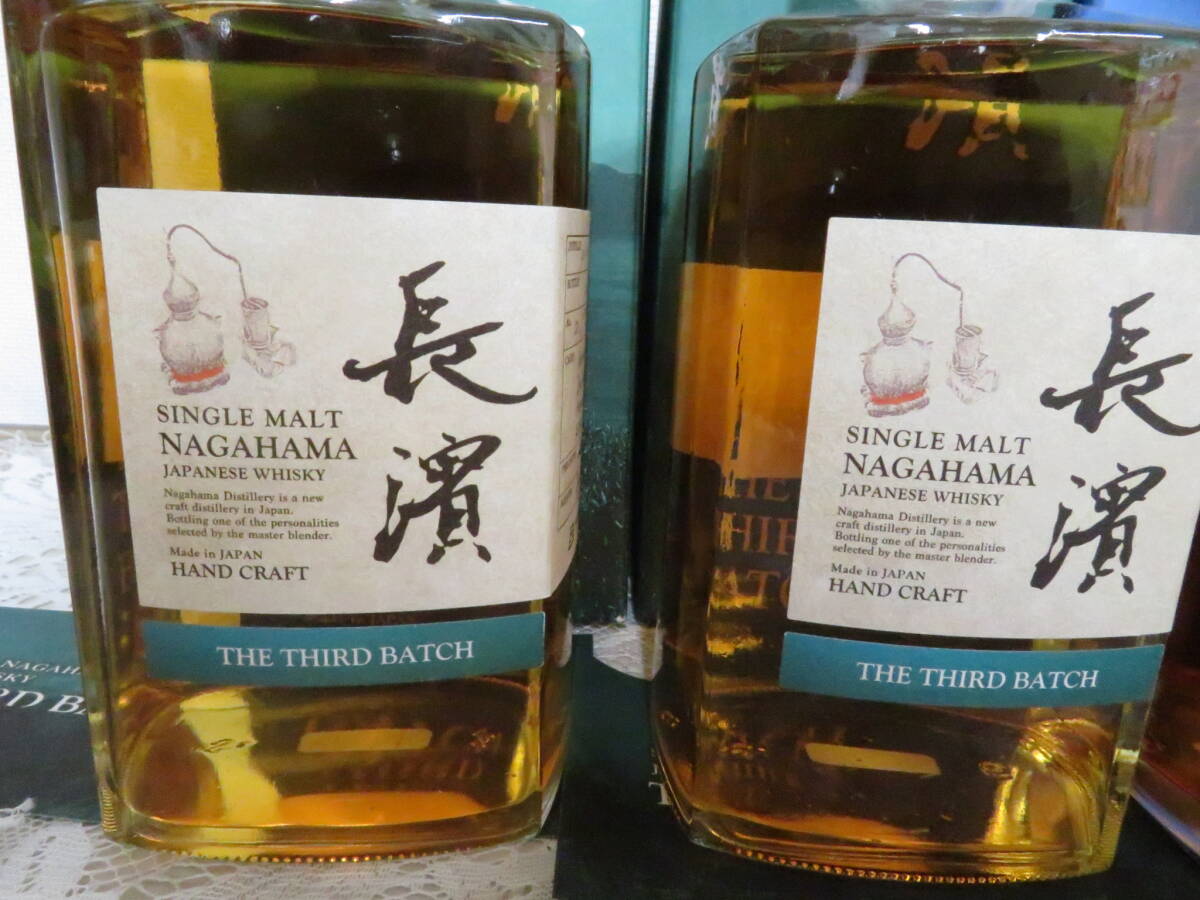 長濱
SINGLE MALT
NAGAHAMA
JAPANESE WHISKY
Nagahama Distillery is a new
craft distillery in Japan.
Bottling one of the personalities
selected by the master blender.
Made in JAPAN
HAND CRAFT
THE THIRD BATCH
長濱
SINGLE MALT
NAGAHAMA
JAPANESE WHISKY
Nagahama Distillery is a new
craft distillery in Japan.
Bottling one of the personalities
selected by the master blender.
Made in JAPAN
HAND CRAFT
THE THIRD BATCH